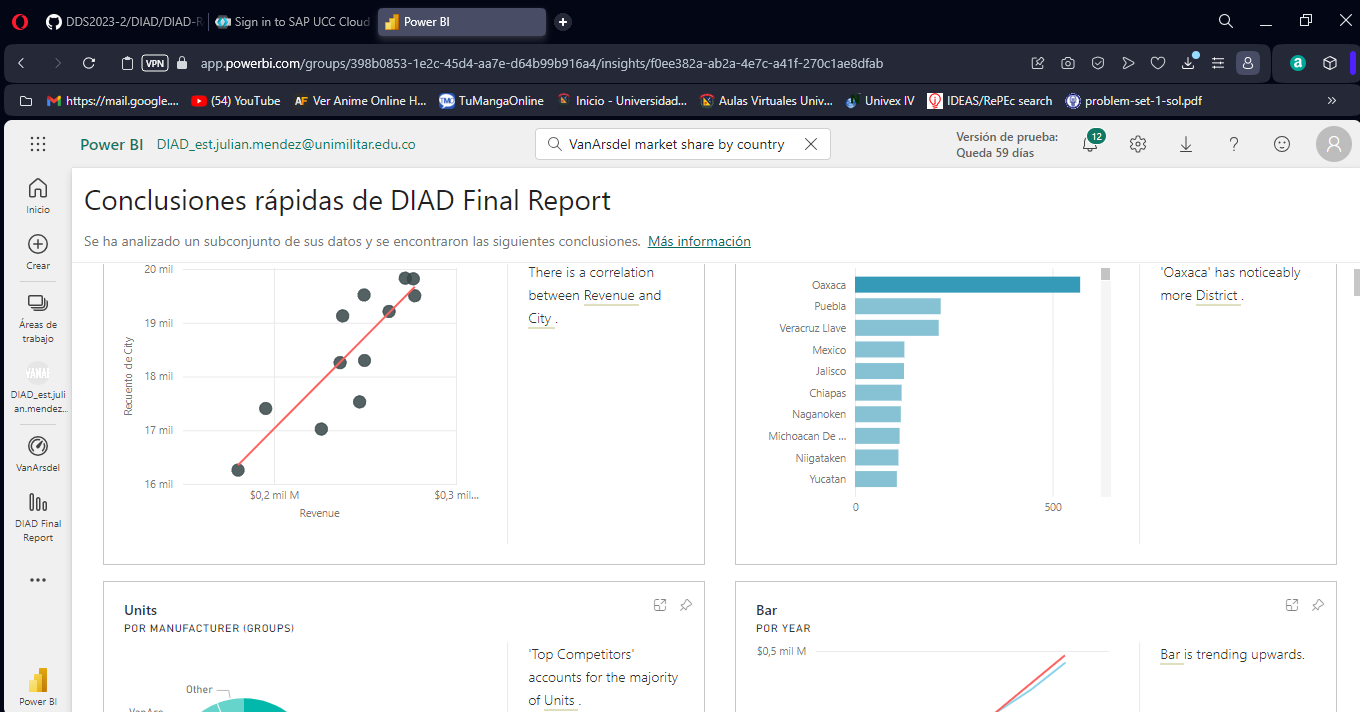 DDS2023-2/DIAD/DIAD-R
Sign in to SAP UCC Cloud
Power BI
VPN
app.powerbi.com/groups/398b0853-1e2c-45d4-aa7e-d64b99b916a4/insights/f0ee382a-ab2a-4e7c-a41f-270c1ae8dfab
https://mail.google....
(54) YouTube
AF Ver Anime Online H...
TMO TuMangaOnline
Inicio - Universidad...
Aulas Virtuales Univ...
Univex IV
IDEAS/RePEc search
problem-set-1-sol.pdf
Power BI DIAD_est.julian.mendez@unimilitar.edu.co
VanArsdel market share by country
Versión de prueba:
Queda 59 días
12
Inicio
Crear
Áreas de
trabajo
DIAD_est.juli
an.mendez...
VanArsdel
DIAD Final
Report
Power BI
Conclusiones rápidas de DIAD Final Report
Se ha analizado un subconjunto de sus datos y se encontraron las siguientes conclusiones. Más información
20 mil
19 mil
18 mil
17 mil
16 mil
Recuento de City
$0,2 mil M
$0,3 mil...
Revenue
There is a correlation
between Revenue and
City .
Oaxaca
Puebla
Veracruz Llave
Mexico
Jalisco
Chiapas
Naganoken
Michoacan De ...
Niigataken
Yucatan
0
500
'Oaxaca' has noticeably
more District .
Units
POR MANUFACTURER (GROUPS)
Other
'Top Competitors'
accounts for the majority
of Units .
Bar
POR YEAR
$0,5 mil M
Bar is trending upwards.